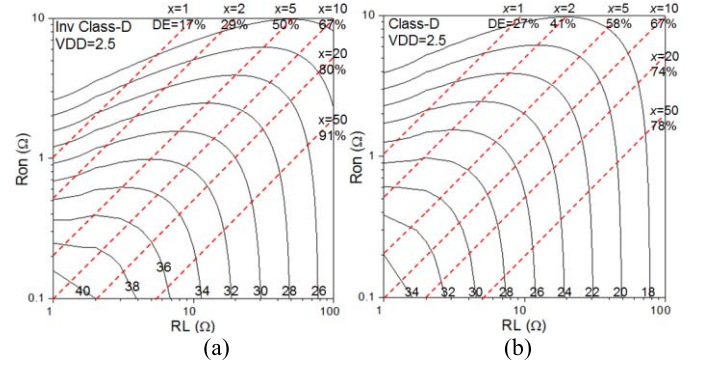 x=1 x=2 x=5 x=10
Inv Class-D DE=17% 29% 50% 67%
VDD=2.5
x=20
80%
x=50
91%
10
1
0.1
Ron (Ω)
36
40 38 34 32 30 28 26
1 10 100
RL (Ω)
(a)
x=1 x=2 x=5 x=10
Class-D DE=27% 41% 58% 67%
VDD=2.5
x=20
74%
x=50
78%
10
1
0.1
Ron (Ω)
34 32 30 28 26 24 22 20 18
1 10 100
RL (Ω)
(b)